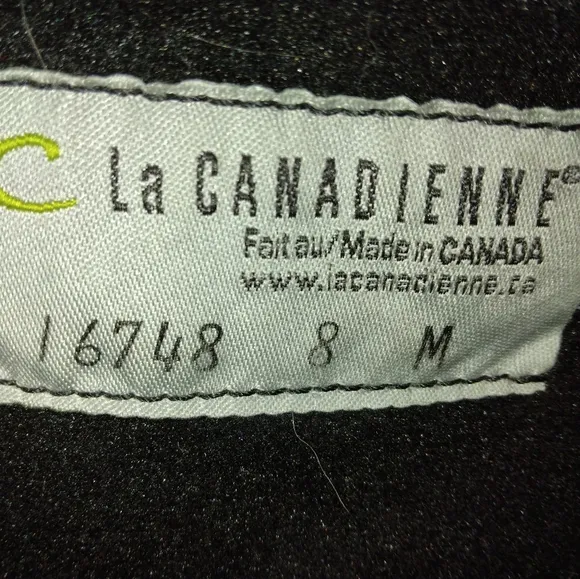 La CANADIENNE®
Fait au/Made in CANADA
www.lacanadienne.ca
16748 8 M